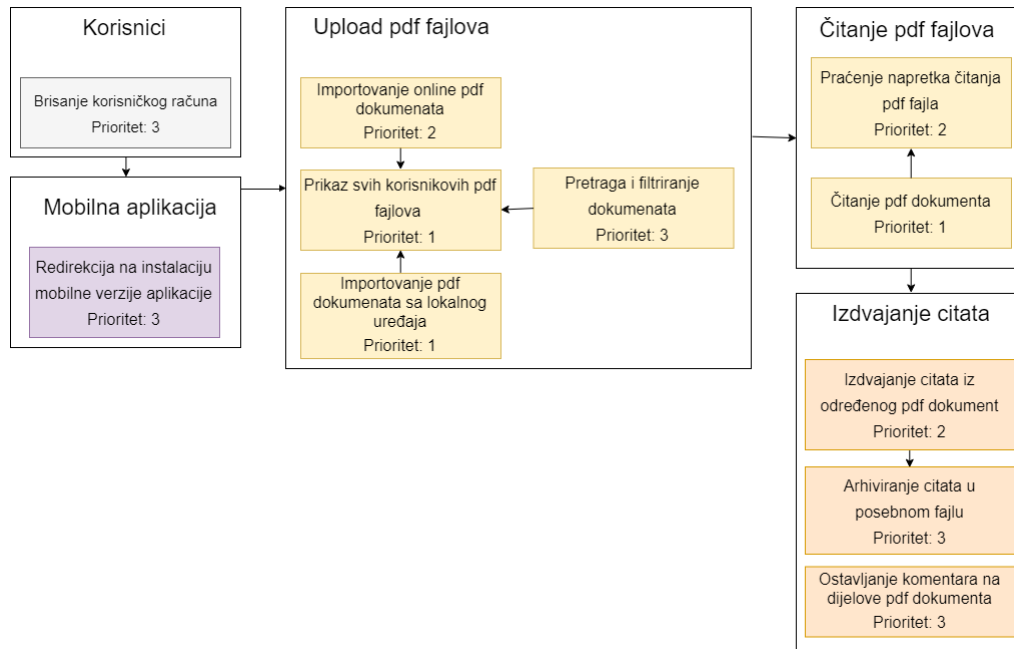 Korisnici
Brisanje korisničkog računa
Prioritet: 3
Mobilna aplikacija
Redirekcija na instalaciju
mobilne verzije aplikacije
Prioritet: 3
Upload pdf fajlova
Importovanje online pdf
dokumenata
Prioritet: 2
Prikaz svih korisnikovih pdf
fajlova
Prioritet: 1
Pretraga i filtriranje
dokumenata
Prioritet: 3
Importovanje pdf
dokumenata sa lokalnog
uređaja
Prioritet: 1
Čitanje pdf fajlova
Praćenje napretka čitanja
pdf fajla
Prioritet: 2
Čitanje pdf dokumenta
Prioritet: 1
Izdvajanje citata
Izdvajanje citata iz
određenog pdf dokument
Prioritet: 2
Arhiviranje citata u
posebnom fajlu
Prioritet: 3
Ostavljanje komentara na
dijelove pdf dokumenta
Prioritet: 3